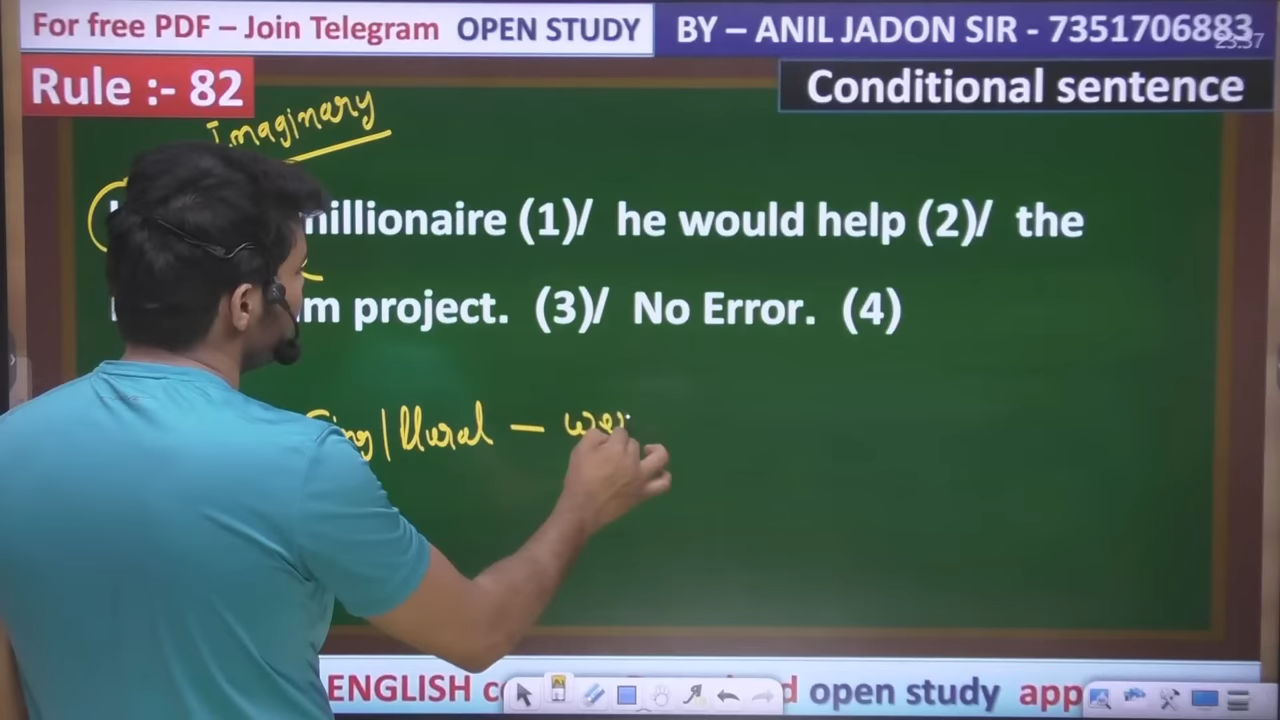 For free PDF – Join Telegram OPEN STUDY
BY – ANIL JADON SIR - 7351706883
Rule :- 82
Conditional sentence
Imaginary
millionaire (1)/ he would help (2)/ the
project. (3)/ No Error. (4)
Sing/Plural –
ENGLISH
open study app